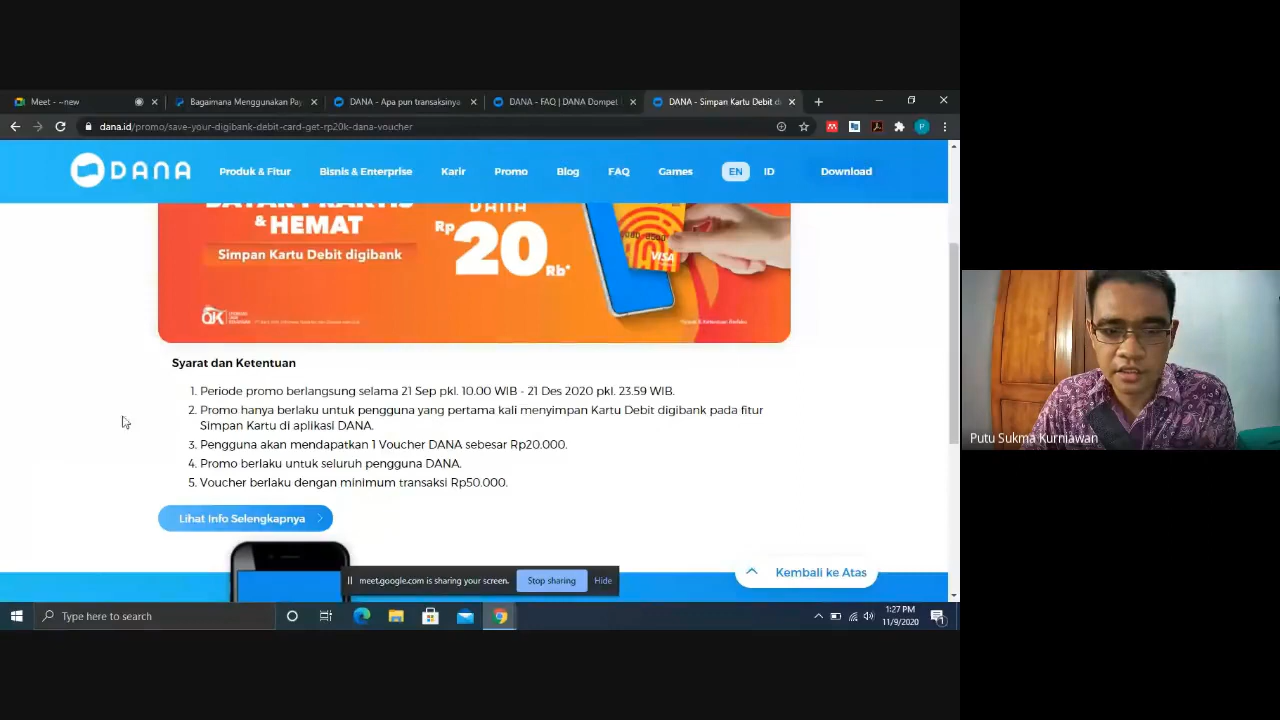 Meet - ~new
Bagaimana Menggunakan Pay
DANA - Apa pun transaksinya
DANA - FAQ | DANA Dompet
DANA - Simpan Kartu Debit di
dana.id/promo/save-your-digibank-debit-card-get-rp20k-dana-voucher
DANA
Produk & Fitur
Bisnis & Enterprise
Karir
Promo
Blog
FAQ
Games
EN
ID
Download
& HEMAT
Simpan Kartu Debit digibank
DANA
Rp
20
Rb*
VISA
Syarat dan Ketentuan
1. Periode promo berlangsung selama 21 Sep pkl. 10.00 WIB - 21 Des 2020 pkl. 23.59 WIB.
2. Promo hanya berlaku untuk pengguna yang pertama kali menyimpan Kartu Debit digibank pada fitur
Simpan Kartu di aplikasi DANA.
3. Pengguna akan mendapatkan 1 Voucher DANA sebesar Rp20.000.
4. Promo berlaku untuk seluruh pengguna DANA.
5. Voucher berlaku dengan minimum transaksi Rp50.000.
Lihat Info Selengkapnya
Kembali ke Atas
meet.google.com is sharing your screen.
Stop sharing
Hide
Type here to search
1:27 PM
11/9/2020
Putu Sukma Kurniawan